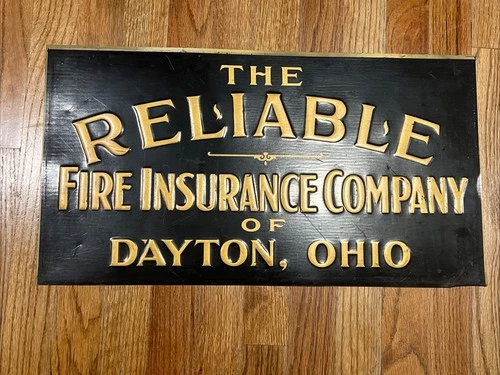 THE
RELIABLE
FIRE INSURANCE COMPANY
OF
DAYTON, OHIO